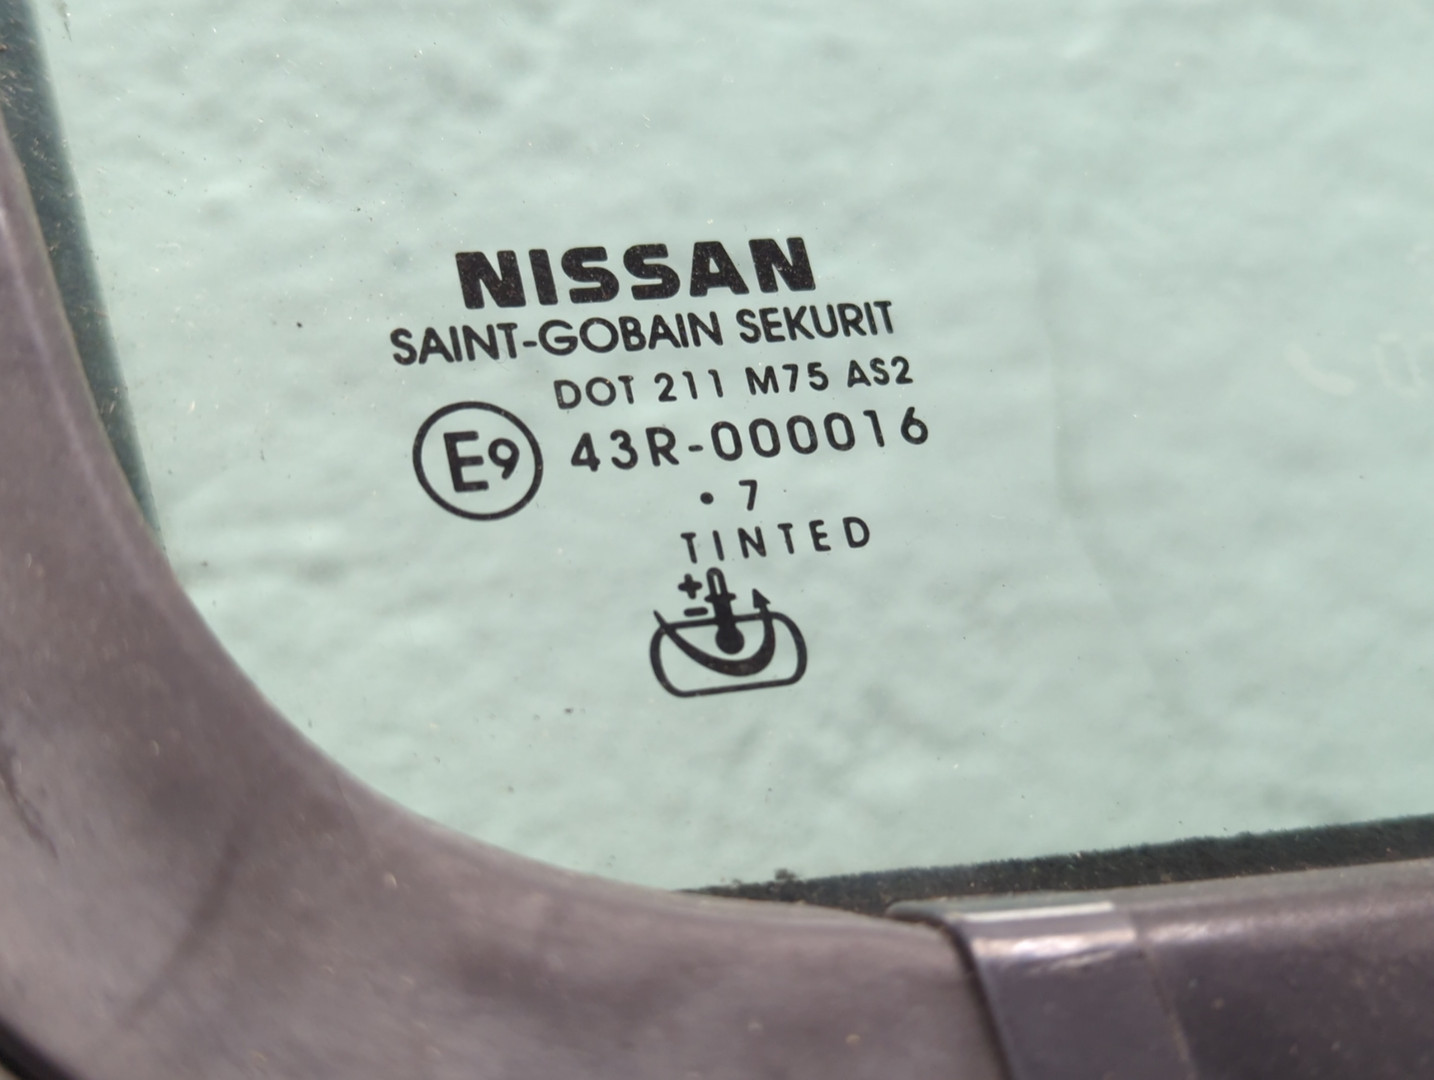 NISSAN
SAINT-GOBAIN SEKURIT
DOT 211 M75 AS2
E9 43R-000016
• 7
TINTED
+
-